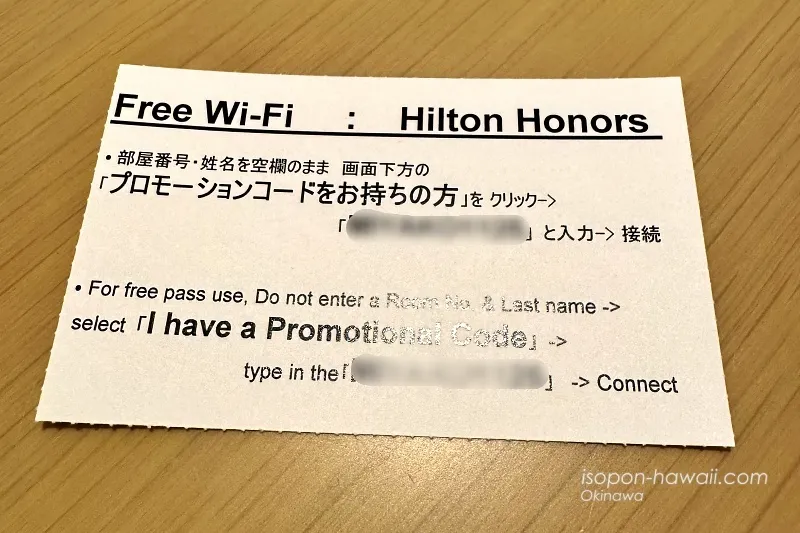 Free Wi-Fi : Hilton Honors
・部屋番号・姓名を空欄のまま 画面下方の
「プロモーションコードをお持ちの方」を クリック->
「 」と入力-> 接続
・For free pass use, Do not enter a Room No. & Last name ->
select 「I have a Promotional Code」 ->
type in the「 」 -> Connect
isopon-hawaii.com
Okinawa